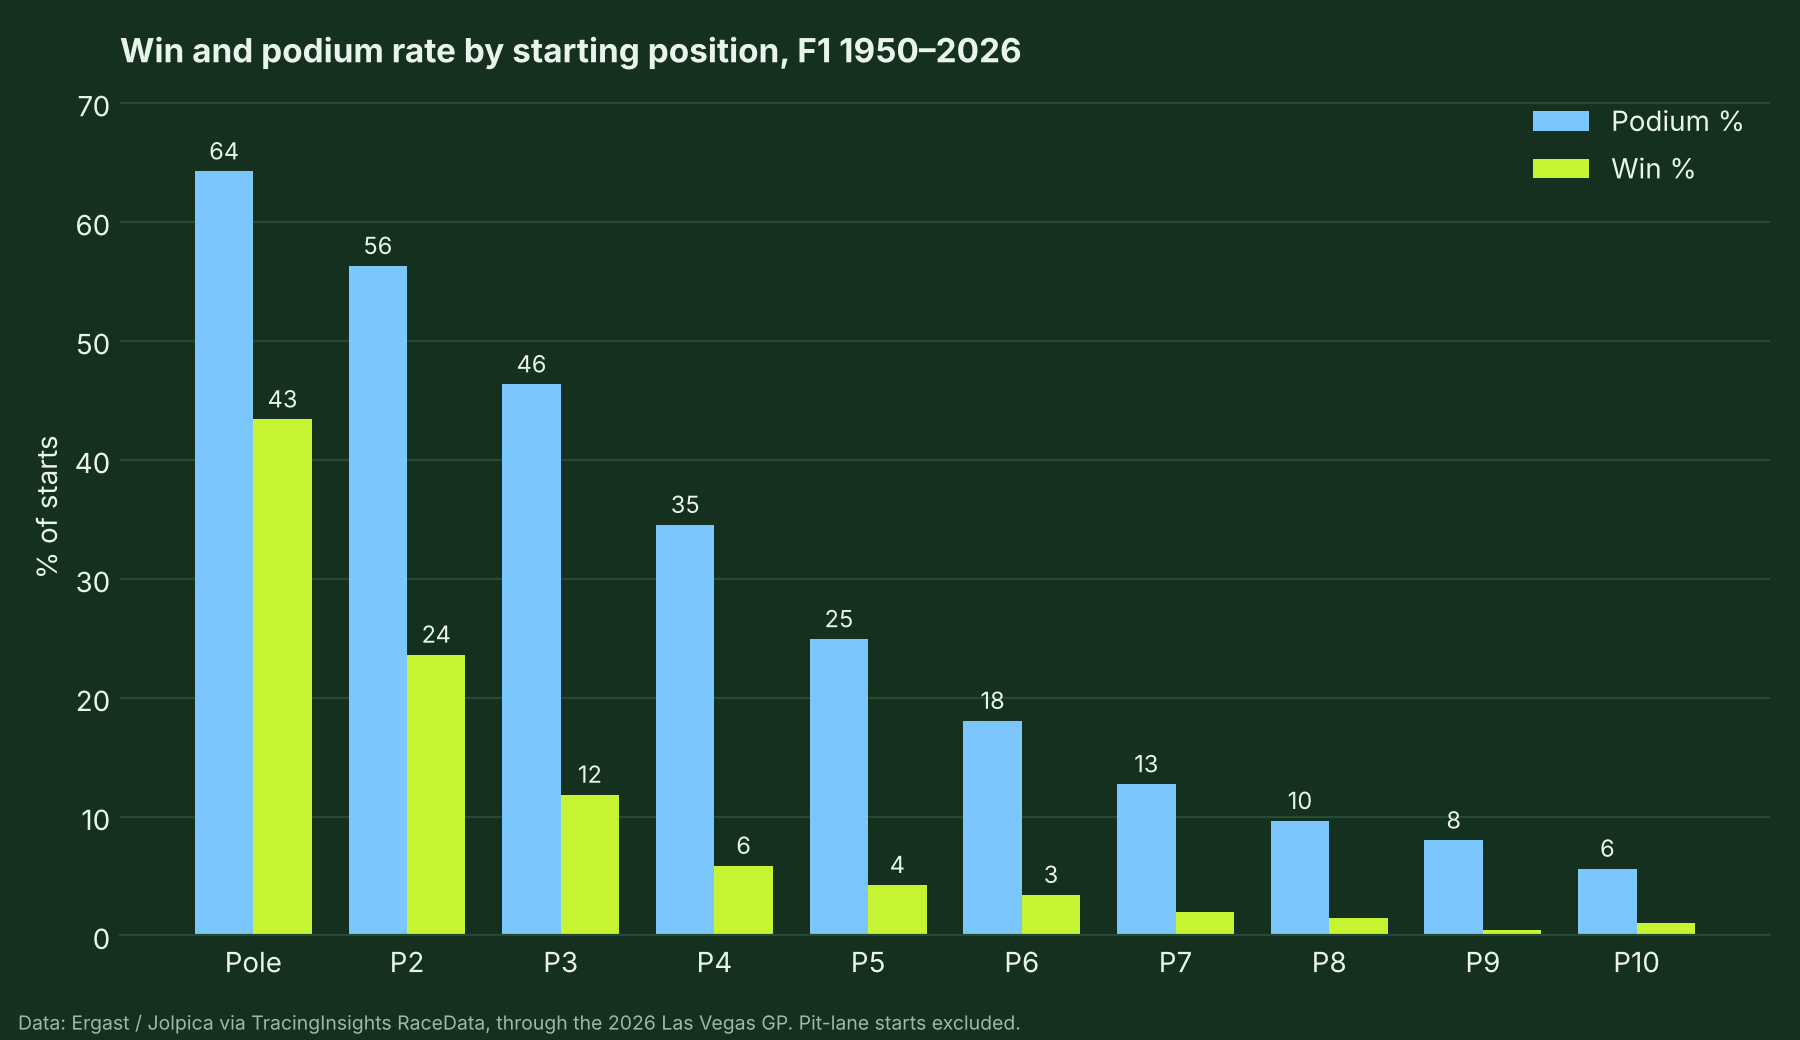 Win and podium rate by starting position, F1 1950–2026
70
60
50
40
30
20
10
0
% of starts
Podium %
Win %
64
43
56
24
46
12
35
6
25
4
18
3
13
10
8
6
Pole
P2
P3
P4
P5
P6
P7
P8
P9
P10
Data: Ergast / Jolpica via TracingInsights RaceData, through the 2026 Las Vegas GP. Pit-lane starts excluded.